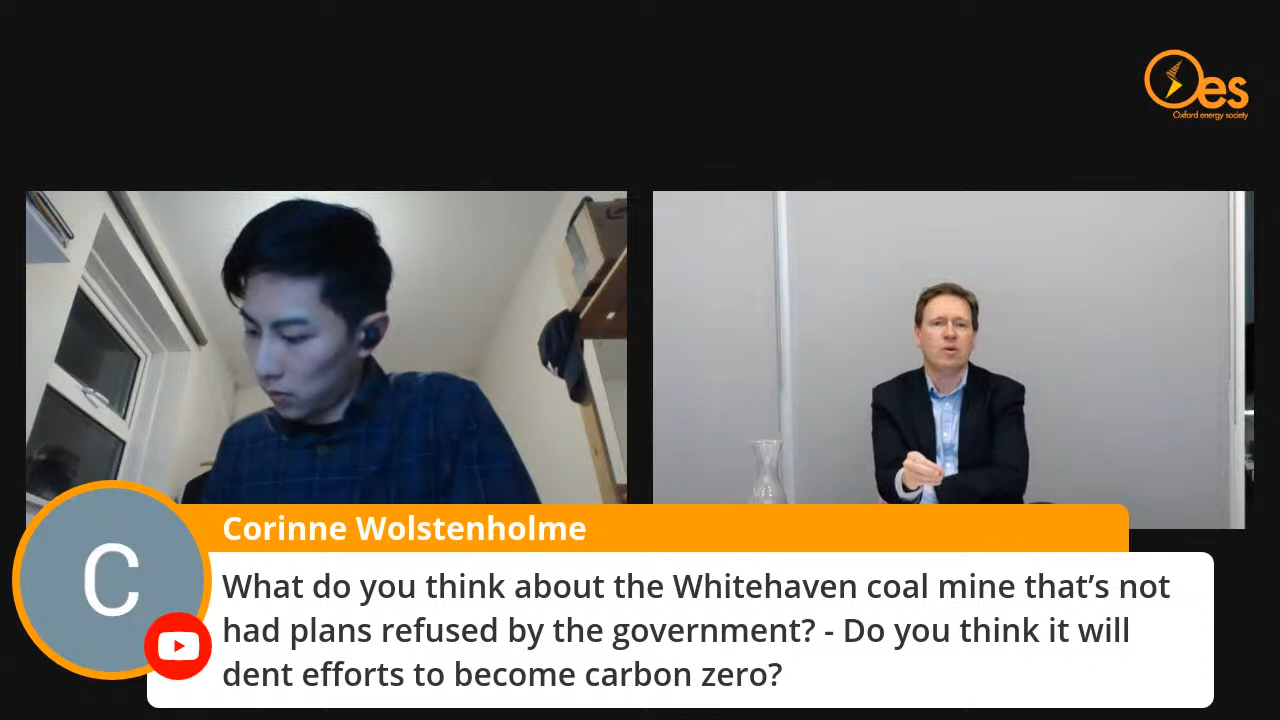 es
Oxford energy society
Corinne Wolstenholme
C
What do you think about the Whitehaven coal mine that’s not
had plans refused by the government? - Do you think it will
dent efforts to become carbon zero?